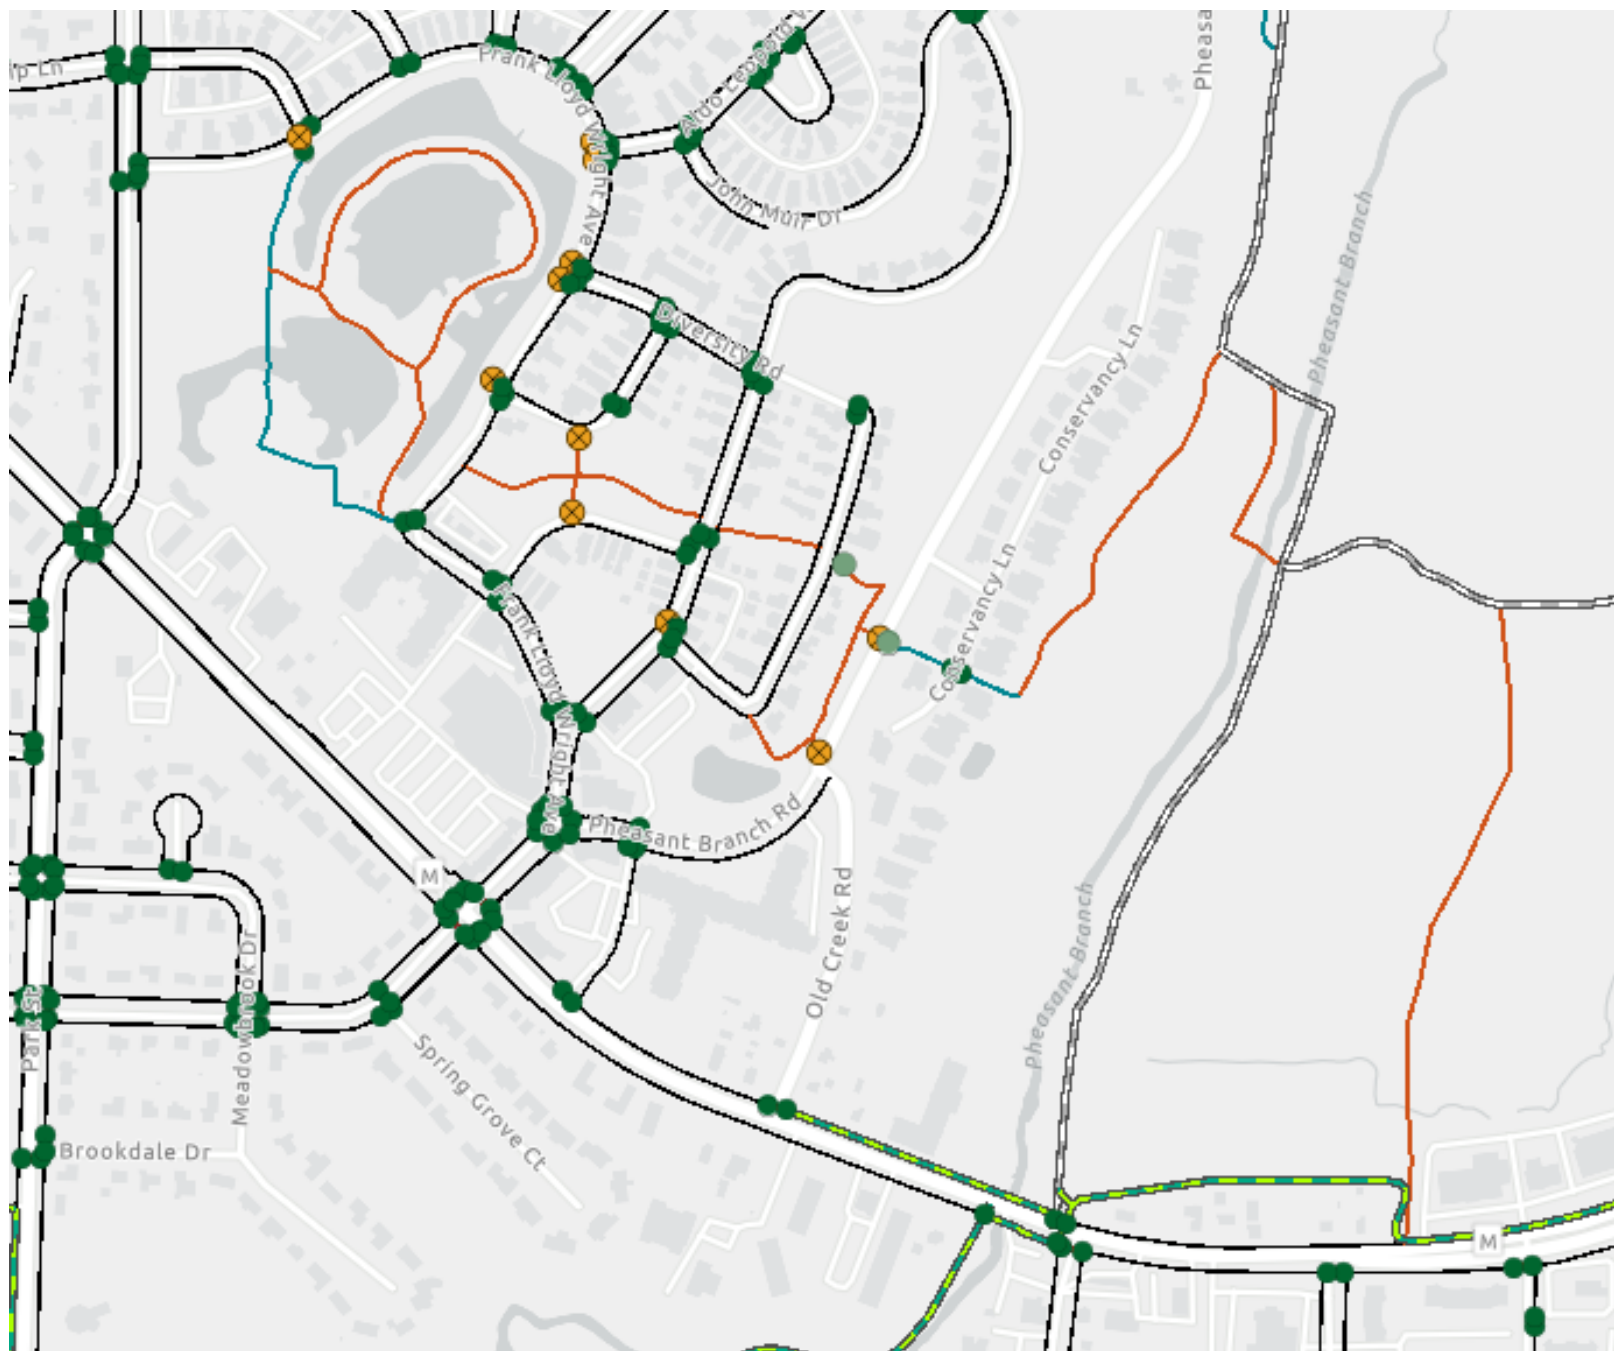 ip Ln
Frank Lloyd Wright Ave
Aldo Leopold
Pheasa
John Muir Dr
Pheasant Branch
Diversity Rd
Conservancy Ln
Conservancy Ln
Frank Lloyd Wright Ave
Pheasant Branch Rd
M
Old Creek Rd
Pheasant Branch
Park St
Meadowbrook Dr
Spring Grove Ct
Brookdale Dr
M